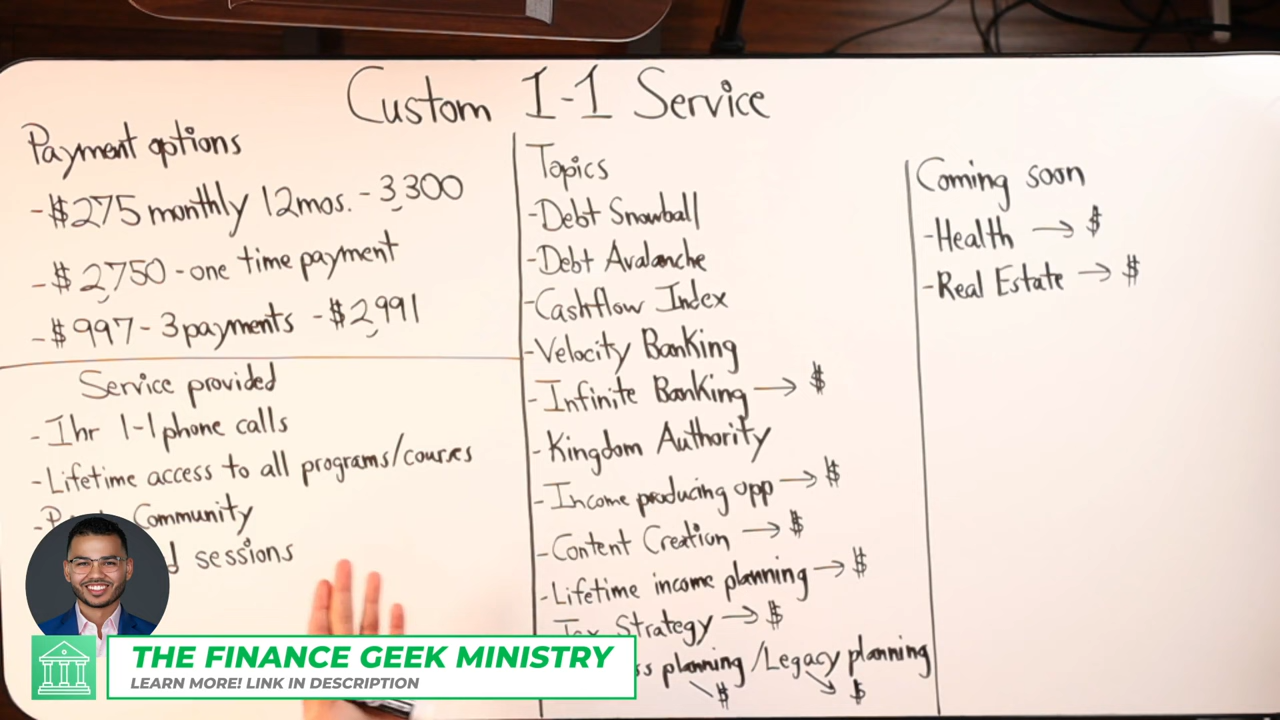 Custom 1-1 Service
Payment options
-$275 monthly 12mos. - 3,300
-$2,750 - one time payment
-$997 - 3 payments - $2,991
Service provided
-1hr 1-1 phone calls
-Lifetime access to all programs/courses
Community
sessions
Topics
-Debt Snowball
-Debt Avalanche
-Cashflow Index
-Velocity Banking
-Infinite Banking → $
-Kingdom Authority
-Income producing opp → $
-Content Creation → $
-Lifetime income planning → $
Tax Strategy → $
planning / Legacy planning
→ $ → $
Coming soon
-Health → $
-Real Estate → $
THE FINANCE GEEK MINISTRY
LEARN MORE! LINK IN DESCRIPTION